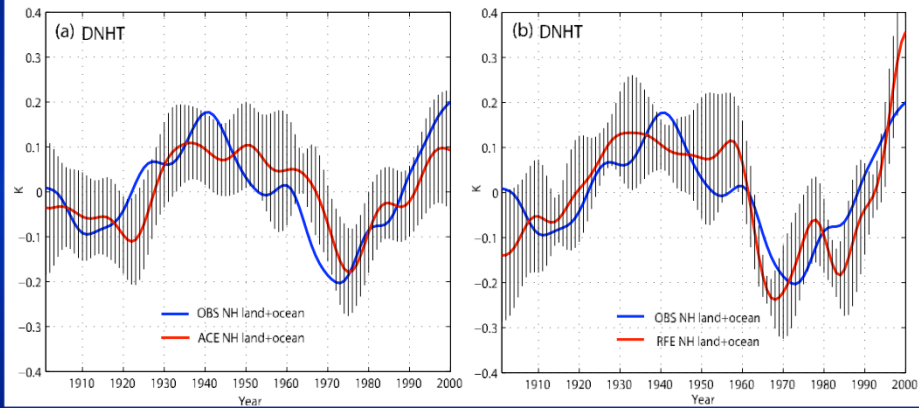 (a) DNHT
0.4
0.3
0.2
0.1
0
−0.1
−0.2
−0.3
−0.4
K
OBS NH land+ocean
ACE NH land+ocean
1910 1920 1930 1940 1950 1960 1970 1980 1990 2000
Year
(b) DNHT
0.4
0.3
0.2
0.1
0
−0.1
−0.2
−0.3
−0.4
K
OBS NH land+ocean
RFE NH land+ocean
1910 1920 1930 1940 1950 1960 1970 1980 1990 2000
Year